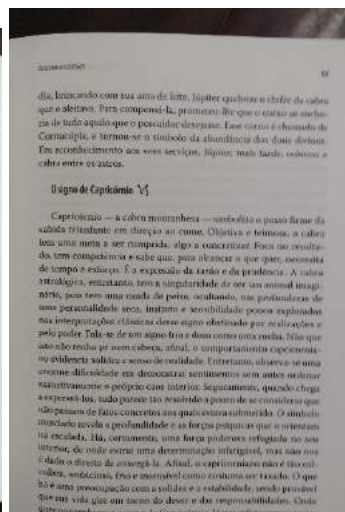 dia, brincando com sua ama de leite, Júpiter quebrou o chifre da cabra
que o aleitava. Para compensá-la, prometeu-lhe que o corno se enche-
ria de tudo aquilo que o possuidor desejasse. Esse corno é chamado de
Cornucópia, e tornou-se o símbolo da abundância dos dons divinos.
Em reconhecimento aos seus serviços, Júpiter, mais tarde, colocou a
cabra entre os astros.
O signo de Capricórnio ♑
Capricórnio — a cabra montanhesa — simboliza o passo firme da
subida triunfante em direção ao cume. Objetiva e teimosa, a cabra
tem uma meta a ser cumprida, algo a concretizar. Foca no resulta-
do, tem competência e sabe que, para alcançar o que quer, necessita
de tempo e esforço. É a expressão da razão e da prudência. A cabra
astrológica, entretanto, tem a singularidade de ser um animal imagi-
nário, pois tem uma cauda de peixe, ocultando, nas profundezas de
uma personalidade seca, instinto e sensibilidade pouco explorados
nas interpretações clássicas desse signo obstinado por realizações e
pelo poder. Fala-se de um signo frio e duro como uma rocha. Não que
isto não tenha pé nem cabeça, afinal, o comportamento capricornia-
no evidencia solidez e senso de realidade. Entretanto, observa-se uma
enorme dificuldade em demonstrar sentimentos sem antes ordenar
exaustivamente o próprio caos interior. Seguramente, quando chega
a expressá-los, tudo parece tão resolvido a ponto de se considerar que
não passam de fatos concretos aos quais estava submetido. O símbolo
mesclado revela a profundidade e as forças psíquicas que o orientam
na escalada. Há, certamente, uma força poderosa refugiada no seu
interior, de onde extrai uma determinação infatigável, mas não nos
é dado o direito de enxergá-la. Afinal, o capricorniano não é tão
ambicioso, frio e insensível como costuma ser taxado. O que
há é uma preocupação com a solidez e a estabilidade, sendo provável
que sua vida gire em torno do dever e das responsabilidades. Onde